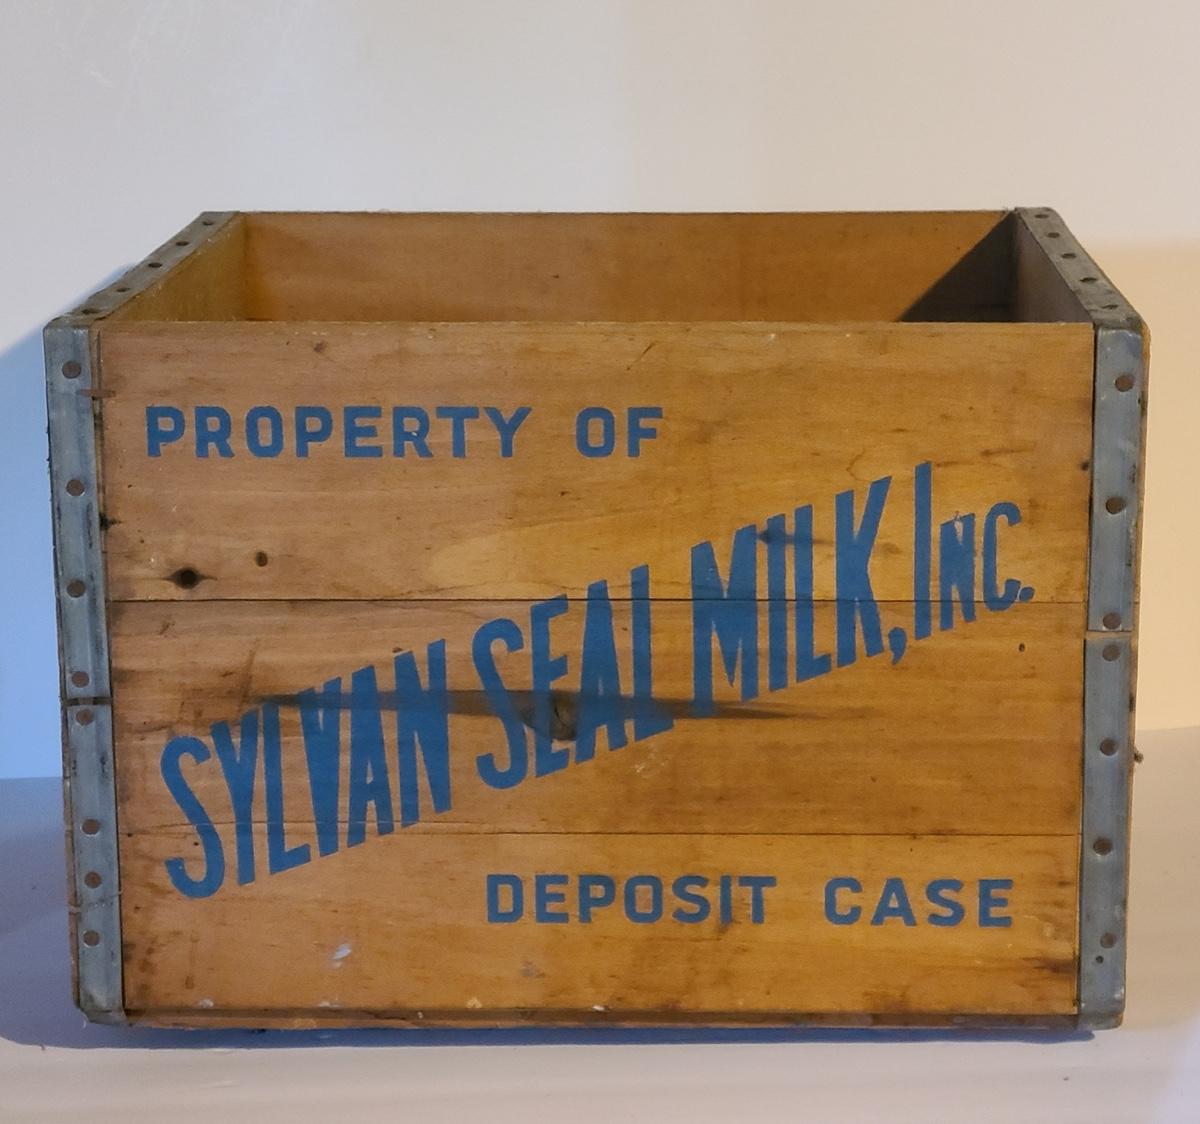 PROPERTY OF
SYLVAN SEAL MILK, INC.
DEPOSIT CASE